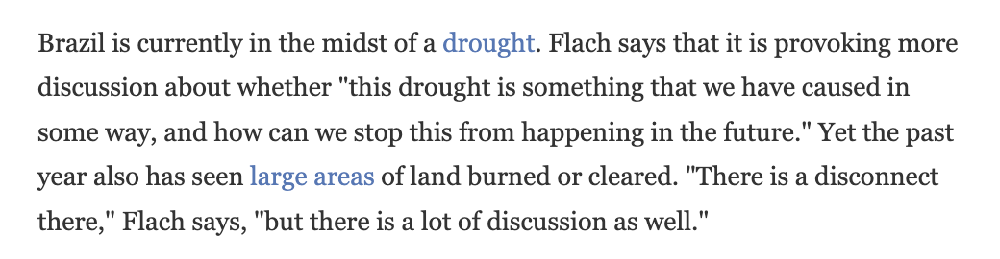 Brazil is currently in the midst of a drought. Flach says that it is provoking more
discussion about whether "this drought is something that we have caused in
some way, and how can we stop this from happening in the future." Yet the past
year also has seen large areas of land burned or cleared. "There is a disconnect
there," Flach says, "but there is a lot of discussion as well."